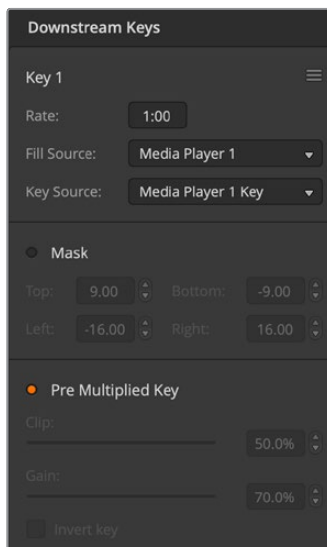 Downstream Keys
Key 1
Rate: 1:00
Fill Source: Media Player 1
Key Source: Media Player 1 Key
Mask
Top: 9.00 Bottom: -9.00
Left: -16.00 Right: 16.00
Pre Multiplied Key
Clip:
50.0%
Gain:
70.0%
Invert key